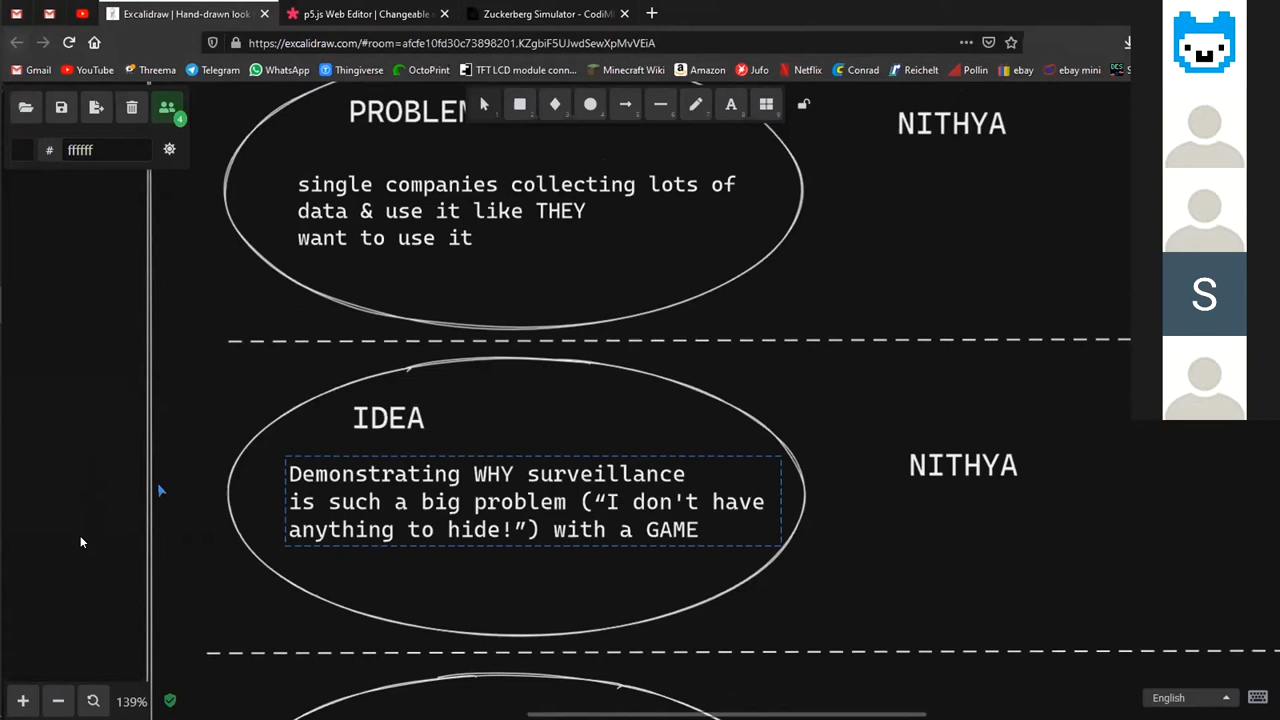 Excalidraw | Hand-drawn look
p5.js Web Editor | Changeable
Zuckerberg Simulator - CodiM
https://excalidraw.com/#room=afcfe10fd30c73898201,KZgbiF5UJwdSewXpMvVEiA
Gmail YouTube Threema Telegram WhatsApp Thingiverse OctoPrint TFT LCD module conn... Minecraft Wiki Amazon Jufo Netflix Conrad Reichelt Pollin ebay ebay mini
4
# ffffff
A
PROBLEM
NITHYA
single companies collecting lots of
data & use it like THEY
want to use it
S
IDEA
NITHYA
Demonstrating WHY surveillance
is such a big problem (“I don't have
anything to hide!”) with a GAME
139%
English